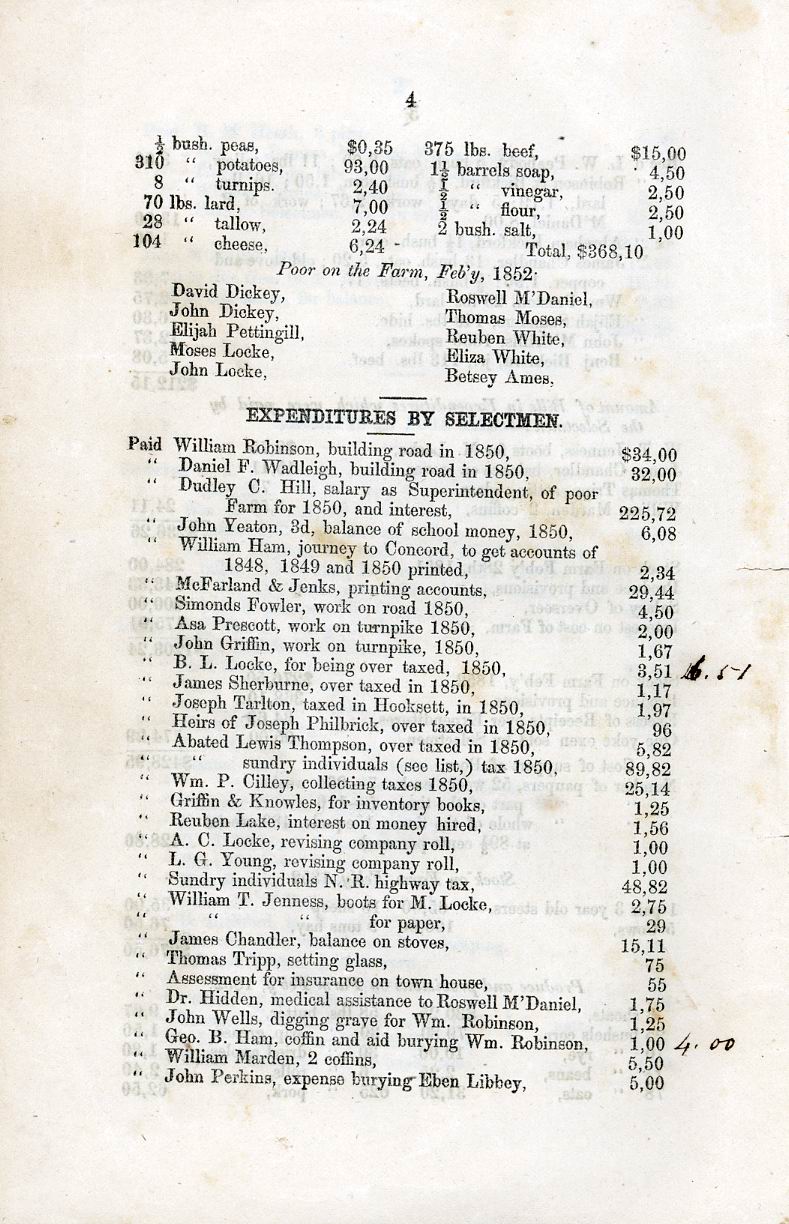 4
½ bush. peas, $0,35 375 lbs. beef, $15,00
310 “ potatoes, 93,00 1½ barrels soap, 4,50
8 “ turnips. 2,40 ½ “ vinegar, 2,50
70 lbs. lard, 7,00 ½ “ flour, 2,50
28 “ tallow, 2,24 2 bush. salt, 1,00
104 “ cheese, 6,24 - Total, $368,10
Poor on the Farm, Feb'y, 1852.
David Dickey, Roswell M'Daniel,
John Dickey, Thomas Moses,
Elijah Pettingill, Reuben White,
Moses Locke, Eliza White,
John Locke, Betsey Ames,
EXPENDITURES BY SELECTMEN.
Paid William Robinson, building road in 1850, $34,00
“ Daniel F. Wadleigh, building road in 1850, 32,00
“ Dudley C. Hill, salary as Superintendent, of poor
Farm for 1850, and interest, 225,72
“ John Yeaton, 3d, balance of school money, 1850, 6,08
“ William Ham, journey to Concord, to get accounts of
1848, 1849 and 1850 printed, 2,34
“ McFarland & Jenks, printing accounts, 29,44
“ Simonds Fowler, work on road 1850, 4,50
“ Asa Prescott, work on turnpike 1850, 2,00
“ John Griffin, work on turnpike, 1850, 1,67
“ B. L. Locke, for being over taxed, 1850, 3,51 6.51
“ James Sherburne, over taxed in 1850, 1,17
“ Joseph Tarlton, taxed in Hooksett, in 1850, 1,97
“ Heirs of Joseph Philbrick, over taxed in 1850, 96
“ Abated Lewis Thompson, over taxed in 1850, 5,82
“ “ sundry individuals (see list,) tax 1850, 89,82
“ Wm. P. Cilley, collecting taxes 1850, 25,14
“ Griffin & Knowles, for inventory books, 1,25
“ Reuben Lake, interest on money hired, 1,56
“ A. C. Locke, revising company roll, 1,00
“ L. G. Young, revising company roll, 1,00
“ Sundry individuals N. R. highway tax, 48,82
“ William T. Jenness, boots for M. Locke, 2,75
“ “ “ for paper, 29
“ James Chandler, balance on stoves, 15,11
“ Thomas Tripp, setting glass, 75
“ Assessment for insurance on town house, 55
“ Dr. Hidden, medical assistance to Roswell M'Daniel, 1,75
“ John Wells, digging grave for Wm. Robinson, 1,25
“ Geo. B. Ham, coffin and aid burying Wm. Robinson, 1,00 4.00
“ William Marden, 2 coffins, 5,50
“ John Perkins, expense burying Eben Libbey, 5,00